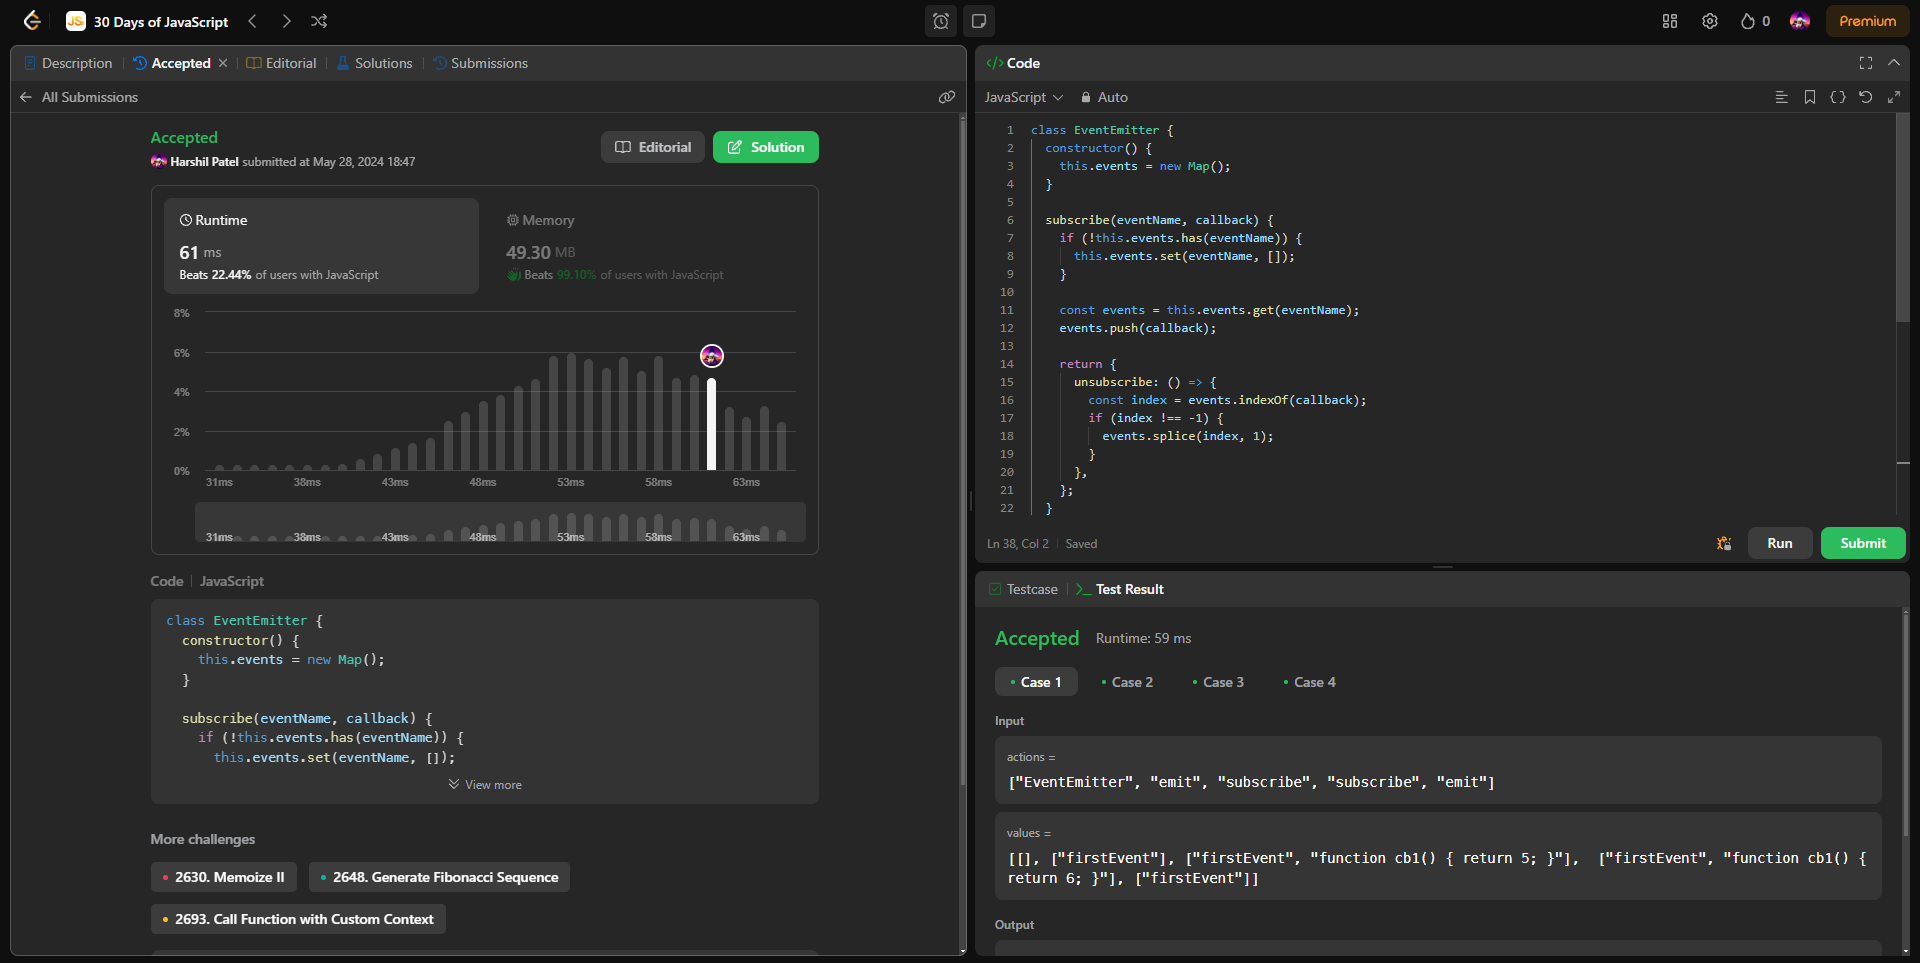 JS 30 Days of JavaScript
0
Premium
Description
Accepted
Editorial
Solutions
Submissions
All Submissions
Accepted
Harshil Patel submitted at May 28, 2024 18:47
Editorial
Solution
Runtime
61 ms
Beats 22.44% of users with JavaScript
Memory
49.30 MB
Beats 99.10% of users with JavaScript
8%
6%
4%
2%
0%
31ms 38ms 43ms 48ms 53ms 58ms 63ms
31ms 38ms 43ms 48ms 53ms 58ms 63ms
Code JavaScript
class EventEmitter {
constructor() {
this.events = new Map();
}
subscribe(eventName, callback) {
if (!this.events.has(eventName)) {
this.events.set(eventName, []);
View more
More challenges
2630. Memoize II
2648. Generate Fibonacci Sequence
2693. Call Function with Custom Context
</> Code
JavaScript
Auto
1 class EventEmitter {
2 constructor() {
3 this.events = new Map();
4 }
5
6 subscribe(eventName, callback) {
7 if (!this.events.has(eventName)) {
8 this.events.set(eventName, []);
9 }
10
11 const events = this.events.get(eventName);
12 events.push(callback);
13
14 return {
15 unsubscribe: () => {
16 const index = events.indexOf(callback);
17 if (index !== -1) {
18 events.splice(index, 1);
19 }
20 },
21 };
22 }
Ln 38, Col 2 Saved
Run
Submit
Testcase
Test Result
Accepted Runtime: 59 ms
Case 1
Case 2
Case 3
Case 4
Input
actions =
["EventEmitter", "emit", "subscribe", "subscribe", "emit"]
values =
[[], ["firstEvent"], ["firstEvent", "function cb1() { return 5; }"], ["firstEvent", "function cb1() {
return 6; }"], ["firstEvent"]]
Output